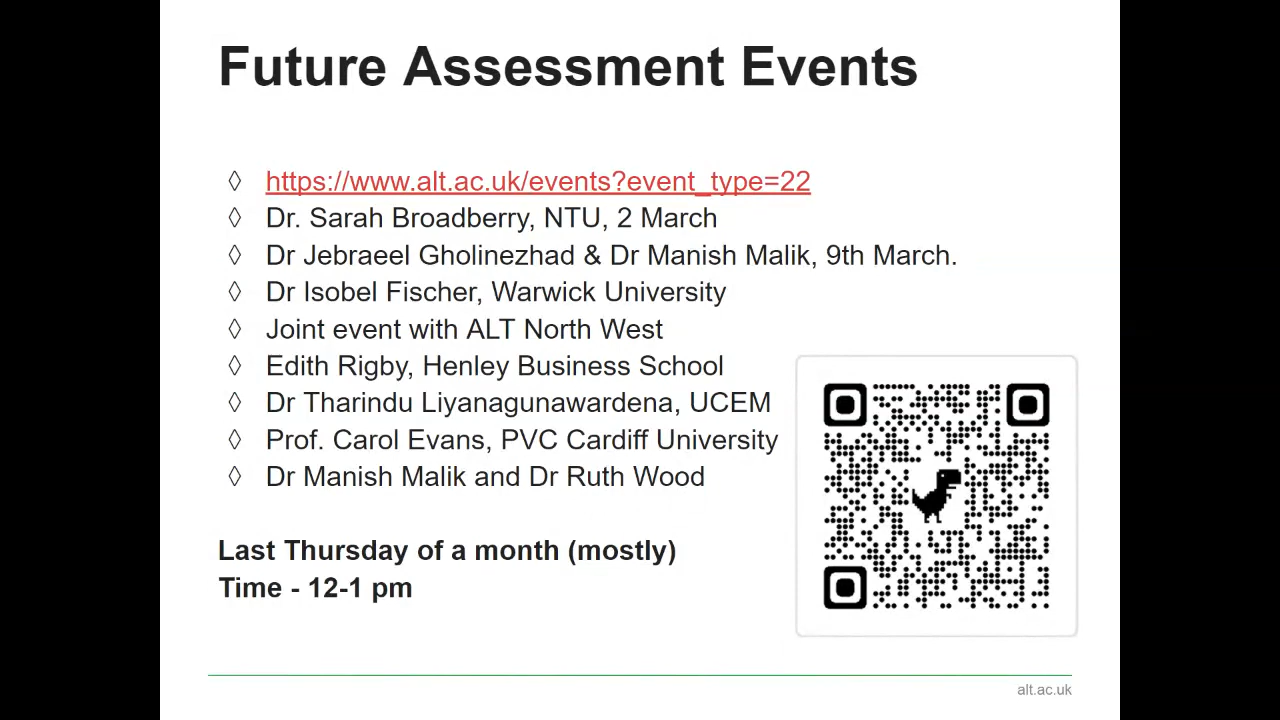 Future Assessment Events
https://www.alt.ac.uk/events?event_type=22
Dr. Sarah Broadberry, NTU, 2 March
Dr Jebraeel Gholinezhad & Dr Manish Malik, 9th March.
Dr Isobel Fischer, Warwick University
Joint event with ALT North West
Edith Rigby, Henley Business School
Dr Tharindu Liyanagunawardena, UCEM
Prof. Carol Evans, PVC Cardiff University
Dr Manish Malik and Dr Ruth Wood
Last Thursday of a month (mostly)
Time - 12-1 pm
alt.ac.uk